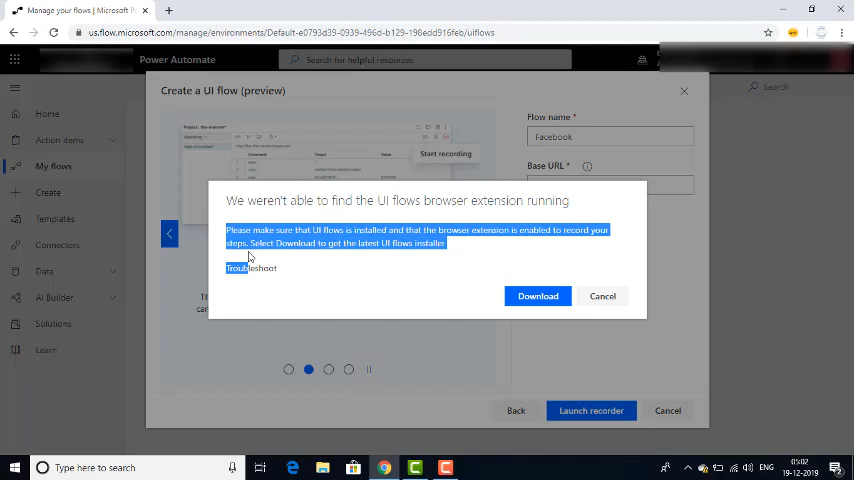 Manage your flows | Microsoft Po
us.flow.microsoft.com/manage/environments/Default-e0793d39-0939-496d-b129-198edd916feb/uiflows
Power Automate
Search for helpful resources
Create a UI flow (preview)
Search
Home
Action items
My flows
Create
Templates
Connectors
Data
AI Builder
Solutions
Learn
Start recording
Flow name *
Facebook
Base URL *
We weren't able to find the UI flows browser extension running
Please make sure that UI flows is installed and that the browser extension is enabled to record your
steps. Select Download to get the latest UI flows installer
Troubleshoot
Download
Cancel
Back
Launch recorder
Cancel
Type here to search
ENG
05:02
19-12-2019